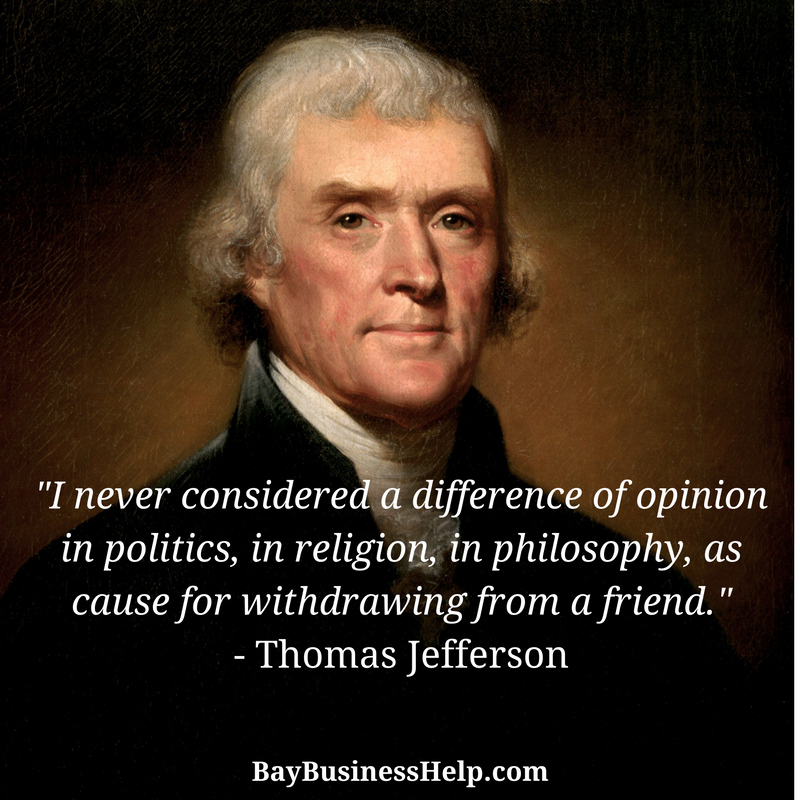 "I never considered a difference of opinion
in politics, in religion, in philosophy, as
cause for withdrawing from a friend."
- Thomas Jefferson
BayBusinessHelp.com